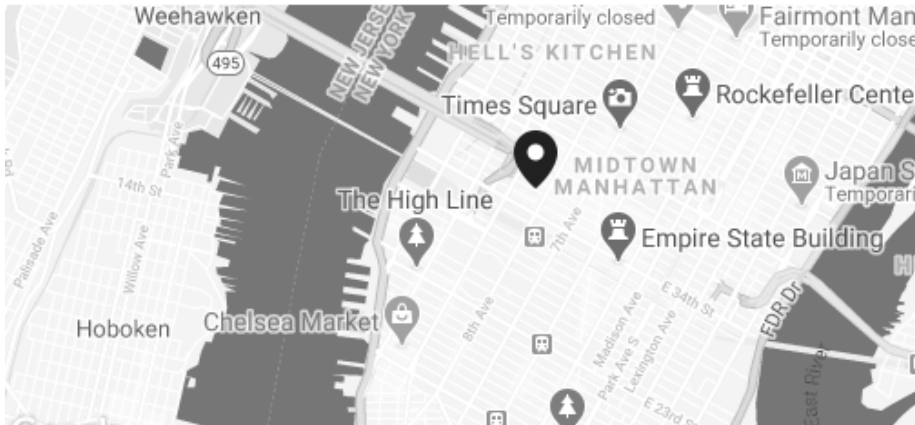 Weehawken
495
NEW JERSEY
NEW YORK
Temporarily closed
HELL'S KITCHEN
Fairmont Man
Temporarily close
Times Square
Rockefeller Cente
MIDTOWN
MANHATTAN
Japan S
Temporari
Park Ave
14th St
The High Line
Palisade Ave
Willow Ave
7th Ave
Empire State Building
H
E 34th St
Hoboken
Chelsea Market
8th Ave
Madison Ave
Park Ave S
Lexington Ave
FDR Dr
East River
E 23rd St